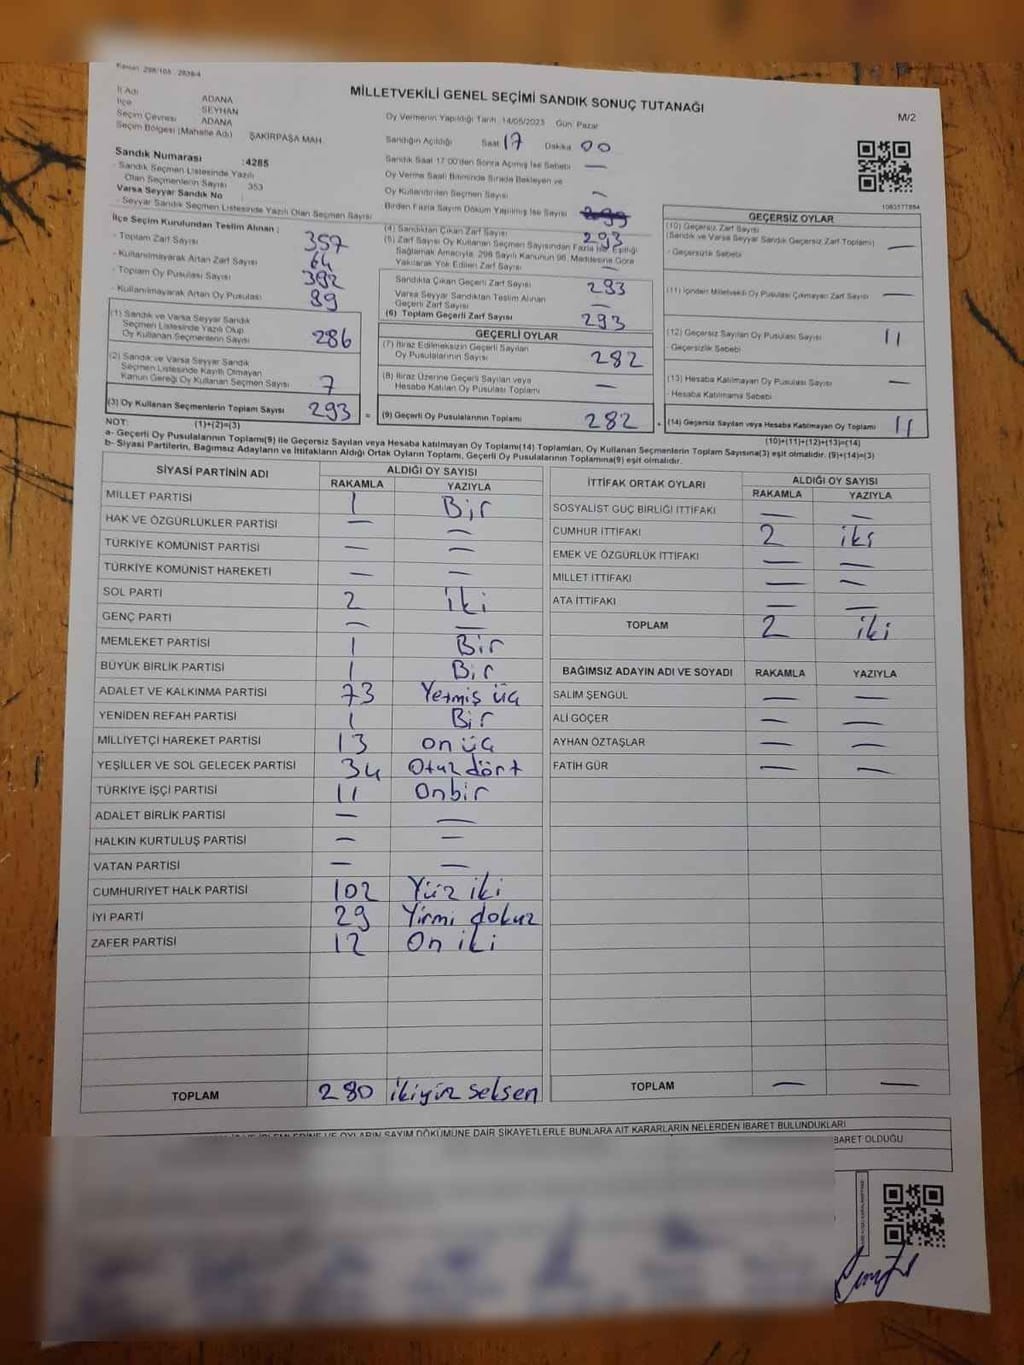 MİLLETVEKİLİ GENEL SEÇİMİ SANDIK SONUÇ TUTANAĞI
M/2
İl Adı ADANA
İlçe SEYHAN
Seçim Çevresi ADANA
Seçim Bölgesi (Mahalle Adı) ŞAKİRPAŞA MAH.
Oy Vermenin Yapıldığı Tarih :14/05/2023 Gün: Pazar
Sandığın Açıldığı Saat 17 Dakika 00
Sandık Saat 17:00'den Sonra Açılmış İse Sebebi —
Oy Verme Saati Bitiminde Sırada Bekleyen ve
Oy Kullandırılan Seçmen Sayısı —
Birden Fazla Sayım Döküm Yapılmış İse Sayısı
Sandık Numarası :4285
- Sandık Seçmen Listesinde Yazılı
Olan Seçmenlerin Sayısı 353
Varsa Seyyar Sandık No
- Seyyar Sandık Seçmen Listesinde Yazılı Olan Seçmen Sayısı
İlçe Seçim Kurulundan Teslim Alınan :
- Toplam Zarf Sayısı 357
- Kullanılmayarak Artan Zarf Sayısı 64
- Toplam Oy Pusulası Sayısı 382
- Kullanılmayarak Artan Oy Pusulası 89
(1) Sandık ve Varsa Seyyar Sandık
Seçmen Listesinde Yazılı Olup
Oy Kullanan Seçmenlerin Sayısı 286
(2) Sandık ve Varsa Seyyar Sandık
Seçmen Listesinde Kayıtlı Olmayan
Kanun Gereği Oy Kullanan Seçmen Sayısı 7
(3) Oy Kullanan Seçmenlerin Toplam Sayısı 293
(1)+(2)=(3)
(4) Sandıktan Çıkan Zarf Sayısı 293
(5) Zarf Sayısı Oy Kullanan Seçmen Sayısından Fazla İse, Eşitliği
Sağlamak Amacıyla, 298 Sayılı Kanunun 98. Maddesine Göre
Yakılarak Yok Edilen Zarf Sayısı —
Sandıkta Çıkan Geçerli Zarf Sayısı 293
Varsa Seyyar Sandıktan Teslim Alınan
Geçerli Zarf Sayısı —
(6) Toplam Geçerli Zarf Sayısı 293
GEÇERLİ OYLAR
(7) İtiraz Edilmeksizin Geçerli Sayılan
Oy Pusulalarının Sayısı 282
(8) İtiraz Üzerine Geçerli Sayılan veya
Hesaba Katılan Oy Pusulası Toplamı —
= (9) Geçerli Oy Pusulalarının Toplamı 282
1083577884
GEÇERSİZ OYLAR
(10) Geçersiz Zarf Sayısı
(Sandık ve Varsa Seyyar Sandık Geçersiz Zarf Toplamı) —
- Geçersizlik Sebebi
(11) İçinden Milletvekili Oy Pusulası Çıkmayan Zarf Sayısı —
(12) Geçersiz Sayılan Oy Pusulası Sayısı 11
- Geçersizlik Sebebi
(13) Hesaba Katılmayan Oy Pusulası Sayısı —
- Hesaba Katılmama Sebebi
+ (14) Geçersiz Sayılan veya Hesaba Katılmayan Oy Toplamı 11
(10)+(11)+(12)+(13)=(14)
NOT:
a- Geçerli Oy Pusulalarının Toplamı(9) ile Geçersiz Sayılan veya Hesaba katılmayan Oy Toplamı(14) Toplamları, Oy Kullanan Seçmenlerin Toplam Sayısına(3) eşit olmalıdır. (9)+(14)=(3)
b- Siyasi Partilerin, Bağımsız Adayların ve İttifakların Aldığı Ortak Oyların Toplamı, Geçerli Oy Pusulalarının Toplamına(9) eşit olmalıdır.
SİYASİ PARTİNİN ADI ALDIĞI OY SAYISI
RAKAMLA YAZIYLA
MİLLET PARTİSİ 1 Bir
HAK VE ÖZGÜRLÜKLER PARTİSİ — —
TÜRKİYE KOMÜNİST PARTİSİ — —
TÜRKİYE KOMÜNİST HAREKETİ — —
SOL PARTİ 2 iki
GENÇ PARTİ — —
MEMLEKET PARTİSİ 1 Bir
BÜYÜK BİRLİK PARTİSİ 1 Bir
ADALET VE KALKINMA PARTİSİ 73 Yetmiş üç
YENİDEN REFAH PARTİSİ 1 Bir
MİLLİYETÇİ HAREKET PARTİSİ 13 on üç
YEŞİLLER VE SOL GELECEK PARTİSİ 34 Otuz dört
TÜRKİYE İŞÇİ PARTİSİ 11 Onbir
ADALET BİRLİK PARTİSİ — —
HALKIN KURTULUŞ PARTİSİ — —
VATAN PARTİSİ — —
CUMHURİYET HALK PARTİSİ 102 Yüz iki
İYİ PARTİ 29 Yirmi dokuz
ZAFER PARTİSİ 12 On iki
TOPLAM 280 ikiyüz seksen
İTTİFAK ORTAK OYLARI ALDIĞI OY SAYISI
RAKAMLA YAZIYLA
SOSYALİST GÜÇ BİRLİĞİ İTTİFAKI — —
CUMHUR İTTİFAKI 2 iki
EMEK VE ÖZGÜRLÜK İTTİFAKI — —
MİLLET İTTİFAKI — —
ATA İTTİFAKI — —
TOPLAM 2 iki
BAĞIMSIZ ADAYIN ADI VE SOYADI RAKAMLA YAZIYLA
SALİM ŞENGÜL — —
ALİ GÖÇER — —
AYHAN ÖZTAŞLAR — —
FATİH GÜR — —
TOPLAM — —
OYLARIN SAYIM DÖKÜMÜNE DAİR ŞİKAYETLERLE BUNLARA AİT KARARLARIN NELERDEN İBARET BULUNDUKLARI
BARET OLDUĞU